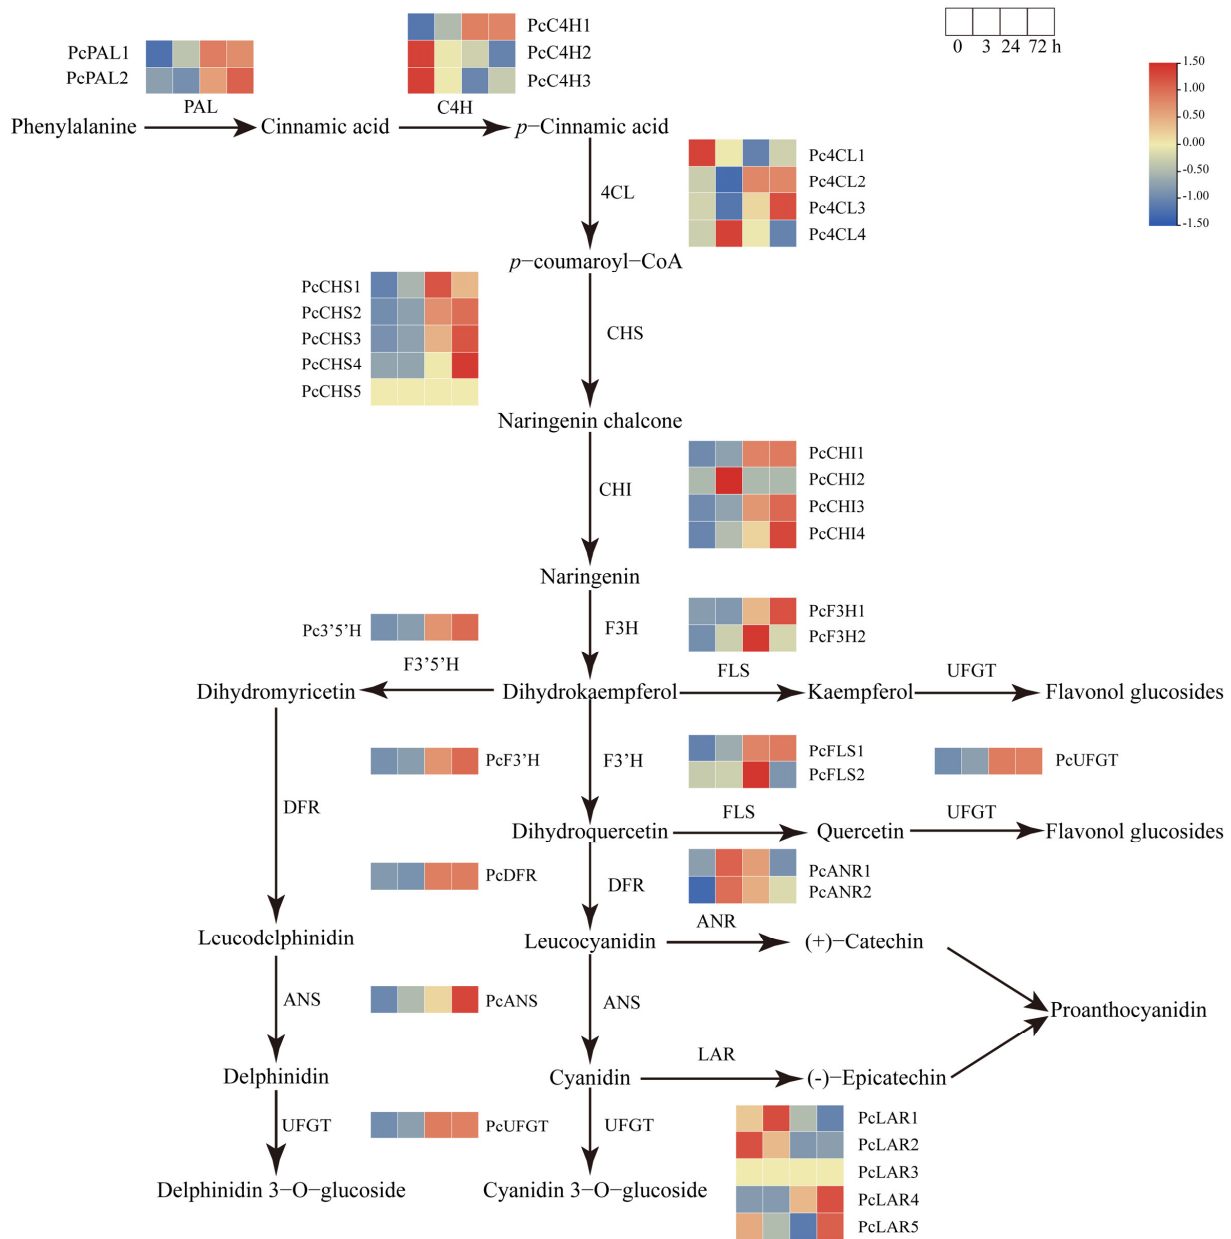 PcC4H1
PcPAL1
PcC4H2
PcPAL2
PcC4H3
0 3 24 72 h
1.50
1.00
0.50
0.00
-0.50
-1.00
-1.50
PAL
C4H
Phenylalanine
Cinnamic acid
p-Cinnamic acid
Pc4CL1
Pc4CL2
4CL
Pc4CL3
Pc4CL4
p-coumaroyl-CoA
PcCHS1
PcCHS2
CHS
PcCHS3
PcCHS4
PcCHS5
Naringenin chalcone
PcCHI1
PcCHI2
CHI
PcCHI3
PcCHI4
Naringenin
PcF3H1
Pc3'5'H
F3H
PcF3H2
F3'5'H
FLS
UFGT
Dihydromyricetin
Dihydrokaempferol
Kaempferol
Flavonol glucosides
PcF3'H
F3'H
PcFLS1
PcFLS2
PcUFGT
DFR
FLS
UFGT
Dihydroquercetin
Quercetin
Flavonol glucosides
PcDFR
DFR
PcANR1
PcANR2
ANR
Lcucodclphinidin
Leucocyanidin
(+)-Catechin
ANS
PcANS
ANS
Proanthocyanidin
LAR
Delphinidin
Cyanidin
(-)-Epicatechin
UFGT
PcUFGT
UFGT
PcLAR1
PcLAR2
PcLAR3
PcLAR4
PcLAR5
Delphinidin 3-O-glucoside
Cyanidin 3-O-glucoside